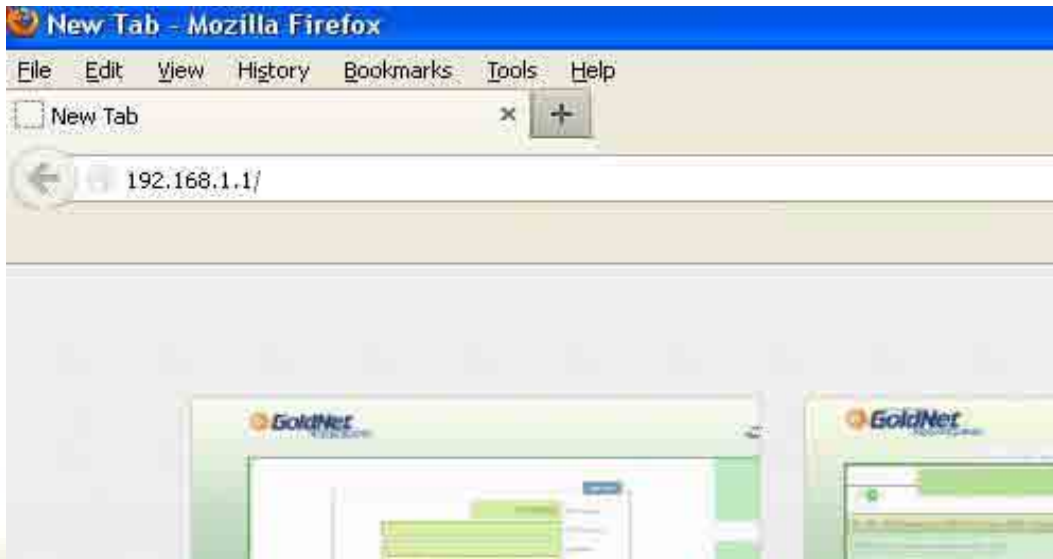 New Tab - Mozilla Firefox
File Edit View History Bookmarks Tools Help
New Tab
192.168.1.1/
GoldNet
GoldNet